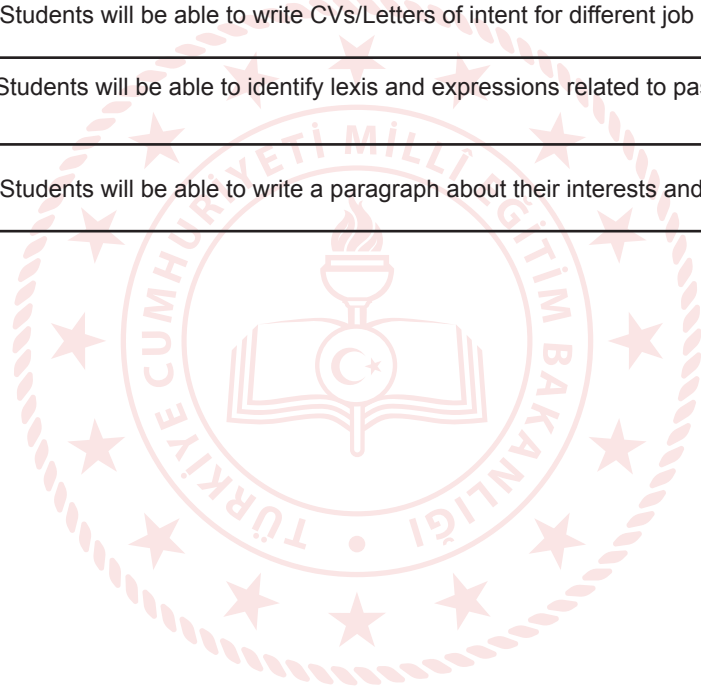 Students will be able to write CVs/Letters of intent for different job
Students will be able to identify lexis and expressions related to
Students will be able to write a paragraph about their interests and
TÜRKİYE CUMHURİYETİ MİLLÎ EĞİTİM BAKANLIĞI